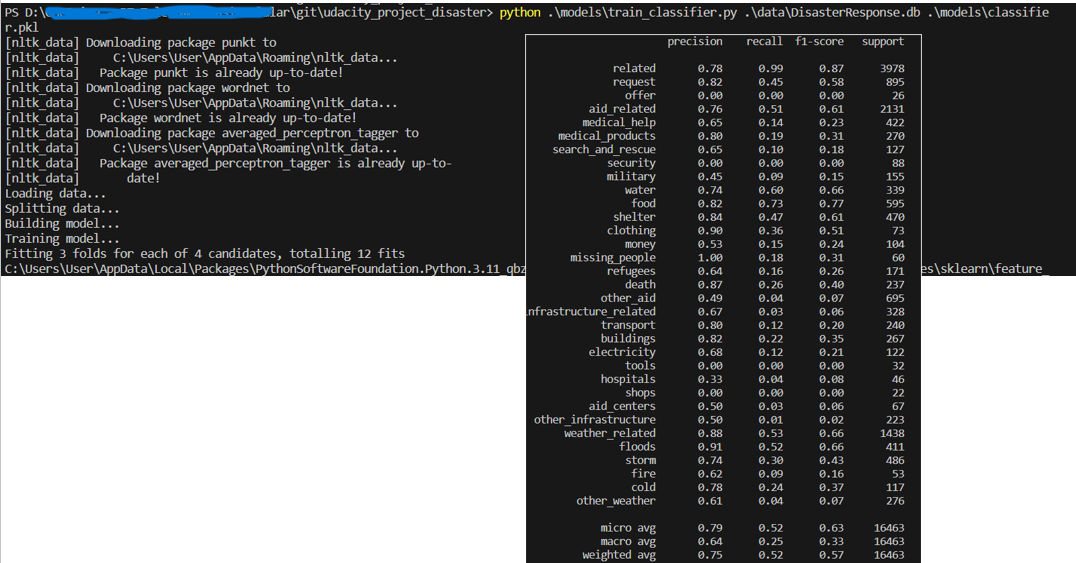 PS D:\ lar\git\udacity_project_disaster> python .\models\train_classifier.py .\data\DisasterResponse.db .\models\classifie
r.pkl
[nltk_data] Downloading package punkt to
[nltk_data]     C:\Users\User\AppData\Roaming\nltk_data...
[nltk_data]   Package punkt is already up-to-date!
[nltk_data] Downloading package wordnet to
[nltk_data]     C:\Users\User\AppData\Roaming\nltk_data...
[nltk_data]   Package wordnet is already up-to-date!
[nltk_data] Downloading package averaged_perceptron_tagger to
[nltk_data]     C:\Users\User\AppData\Roaming\nltk_data...
[nltk_data]   Package averaged_perceptron_tagger is already up-to-
[nltk_data]       date!
Loading data...
Splitting data...
Building model...
Training model...
Fitting 3 folds for each of 4 candidates, totalling 12 fits
C:\Users\User\AppData\Local\Packages\PythonSoftwareFoundation.Python.3.11_qbz es\sklearn\feature_
precision recall f1-score support
related 0.78 0.99 0.87 3978
request 0.82 0.45 0.58 895
offer 0.00 0.00 0.00 26
aid_related 0.76 0.51 0.61 2131
medical_help 0.65 0.14 0.23 422
medical_products 0.80 0.19 0.31 270
search_and_rescue 0.65 0.10 0.18 127
security 0.00 0.00 0.00 88
military 0.45 0.09 0.15 155
water 0.74 0.60 0.66 339
food 0.82 0.73 0.77 595
shelter 0.84 0.47 0.61 470
clothing 0.90 0.36 0.51 73
money 0.53 0.15 0.24 104
missing_people 1.00 0.18 0.31 60
refugees 0.64 0.16 0.26 171
death 0.87 0.26 0.40 237
other_aid 0.49 0.04 0.07 695
nfrastructure_related 0.67 0.03 0.06 328
transport 0.80 0.12 0.20 240
buildings 0.82 0.22 0.35 267
electricity 0.68 0.12 0.21 122
tools 0.00 0.00 0.00 32
hospitals 0.33 0.04 0.08 46
shops 0.00 0.00 0.00 22
aid_centers 0.50 0.03 0.06 67
other_infrastructure 0.50 0.01 0.02 223
weather_related 0.88 0.53 0.66 1438
floods 0.91 0.52 0.66 411
storm 0.74 0.30 0.43 486
fire 0.62 0.09 0.16 53
cold 0.78 0.24 0.37 117
other_weather 0.61 0.04 0.07 276
micro avg 0.79 0.52 0.63 16463
macro avg 0.64 0.25 0.33 16463
weighted avg 0.75 0.52 0.57 16463